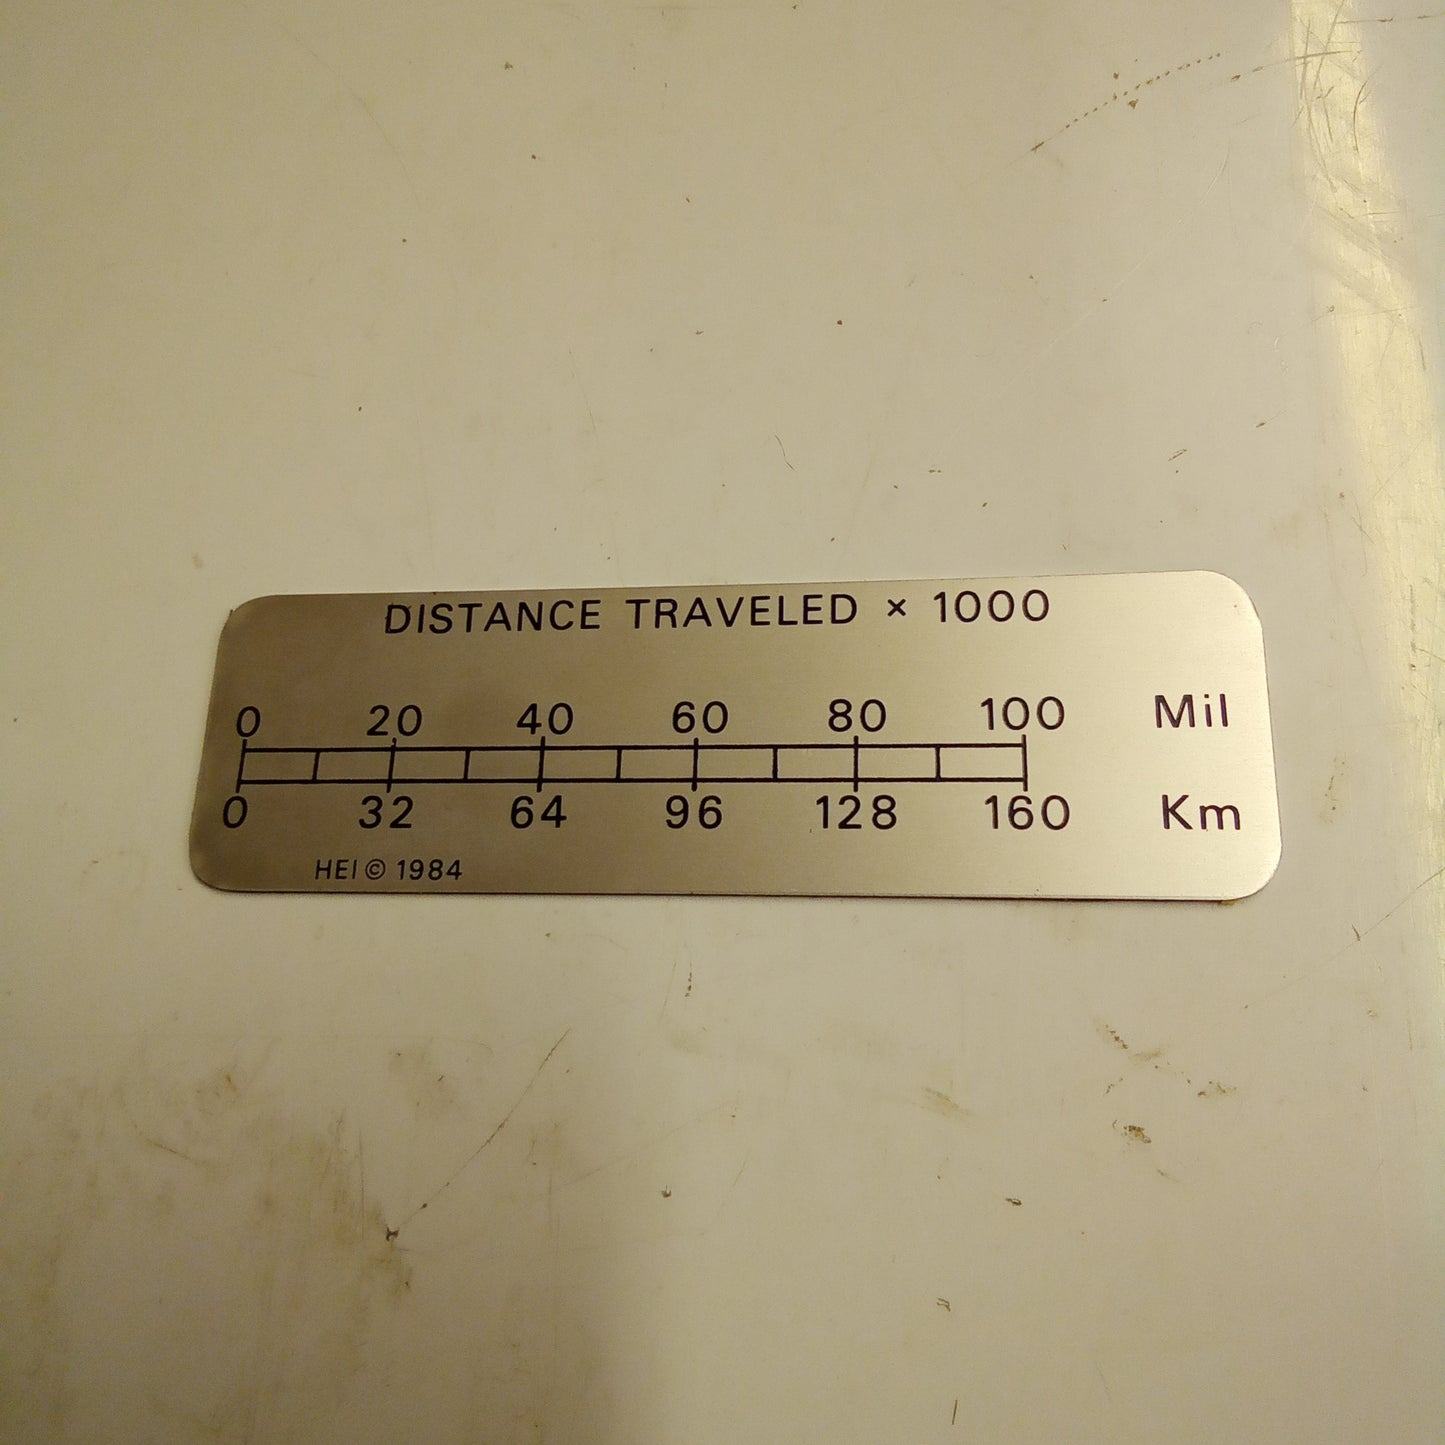 DISTANCE TRAVELED × 1000
0 20 40 60 80 100 Mil
0 32 64 96 128 160 Km
HEI © 1984